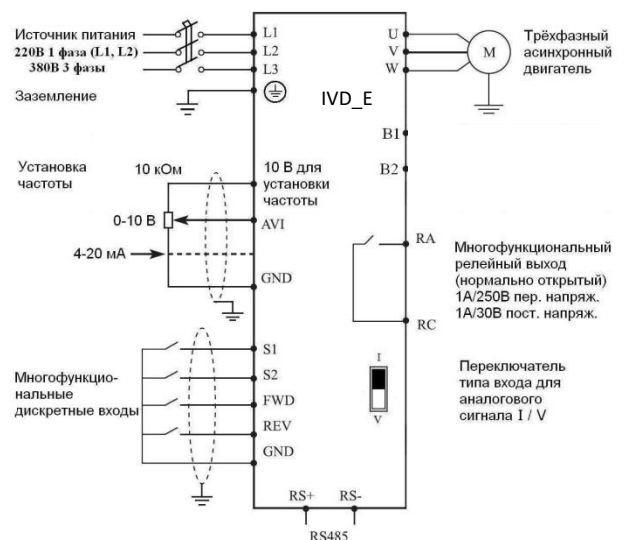 Источник питания
220В 1 фаза (L1, L2)
380В 3 фазы
Заземление
L1
L2
L3
IVD_E
U
V
W
M
Трёхфазный
асинхронный
двигатель
B1
B2
Установка
частоты
10 кОм
0-10 В
4-20 мА
10 В для
установки
частоты
AVI
GND
RA
RC
Многофункциональный
релейный выход
(нормально открытый)
1А/250В пер. напряж.
1А/30В пост. напряж.
Многофункцио-
нальные
дискретные входы
S1
S2
FWD
REV
GND
I
V
Переключатель
типа входа для
аналогового
сигнала I / V
RS+ RS-
RS485